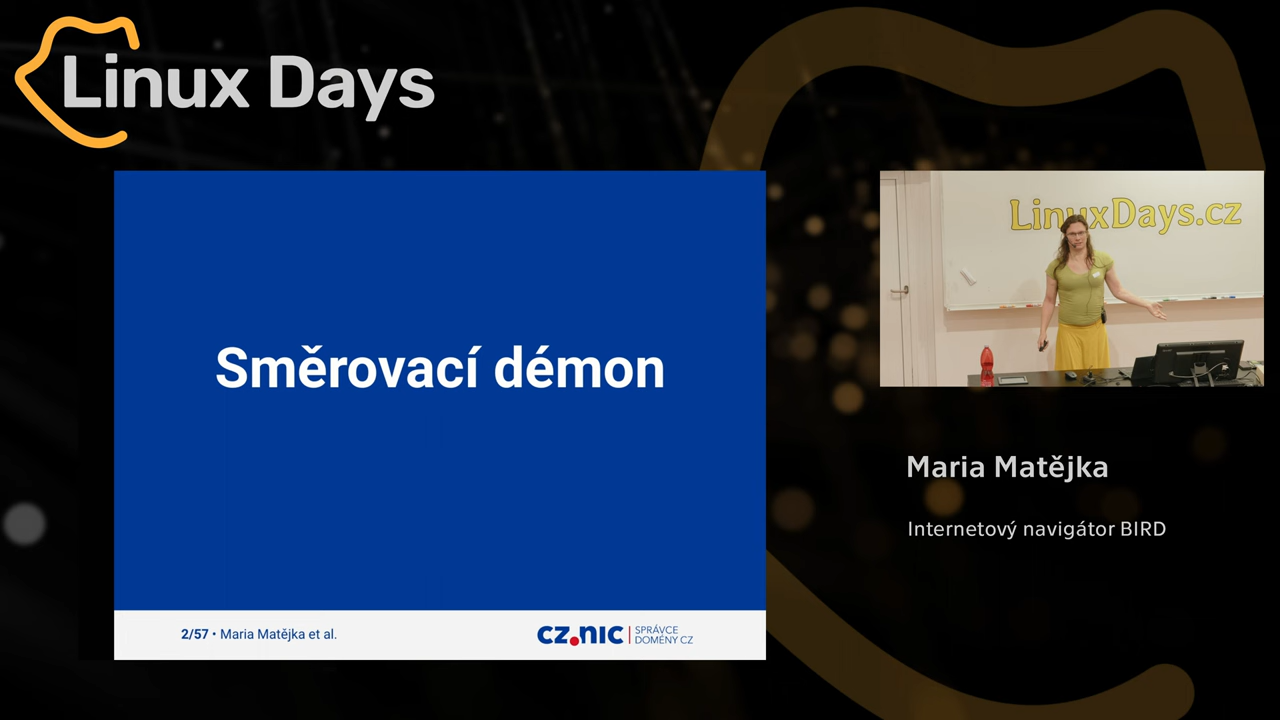 Linux Days
Směrovací démon
2/57 • Maria Matějka et al.
CZ.NIC
SPRÁVCE
DOMÉNY CZ
LinuxDays.cz
Maria Matějka
Internetový navigátor BIRD